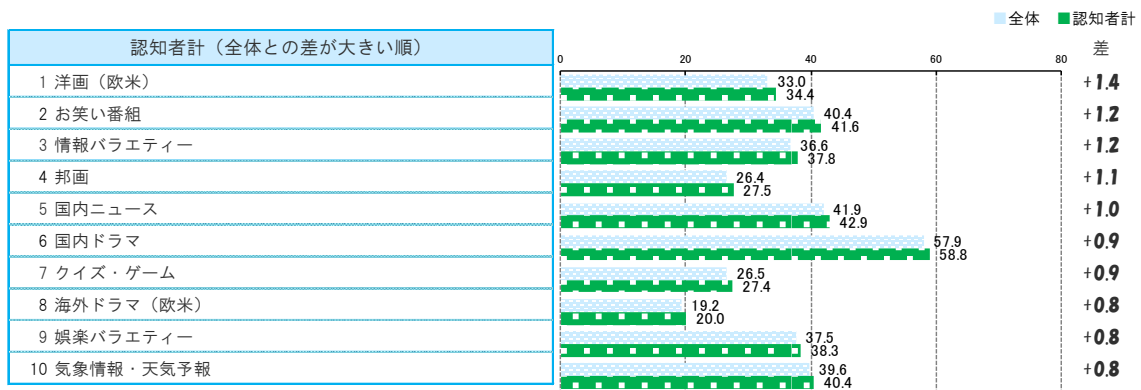 全体 認知者計
認知者計（全体との差が大きい順）
差
0 20 40 60 80
1 洋画（欧米） 33.0 34.4 +1.4
2 お笑い番組 40.4 41.6 +1.2
3 情報バラエティー 36.6 37.8 +1.2
4 邦画 26.4 27.5 +1.1
5 国内ニュース 41.9 42.9 +1.0
6 国内ドラマ 57.9 58.8 +0.9
7 クイズ・ゲーム 26.5 27.4 +0.9
8 海外ドラマ（欧米） 19.2 20.0 +0.8
9 娯楽バラエティー 37.5 38.3 +0.8
10 気象情報・天気予報 39.6 40.4 +0.8